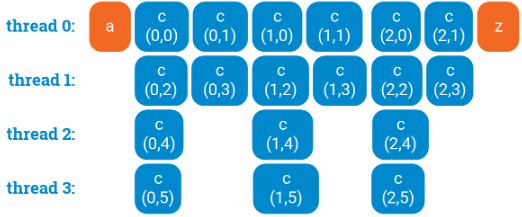 thread 0: a c (0,0) c (0,1) c (1,0) c (1,1) c (2,0) c (2,1) z
thread 1: c (0,2) c (0,3) c (1,2) c (1,3) c (2,2) c (2,3)
thread 2: c (0,4) c (1,4) c (2,4)
thread 3: c (0,5) c (1,5) c (2,5)